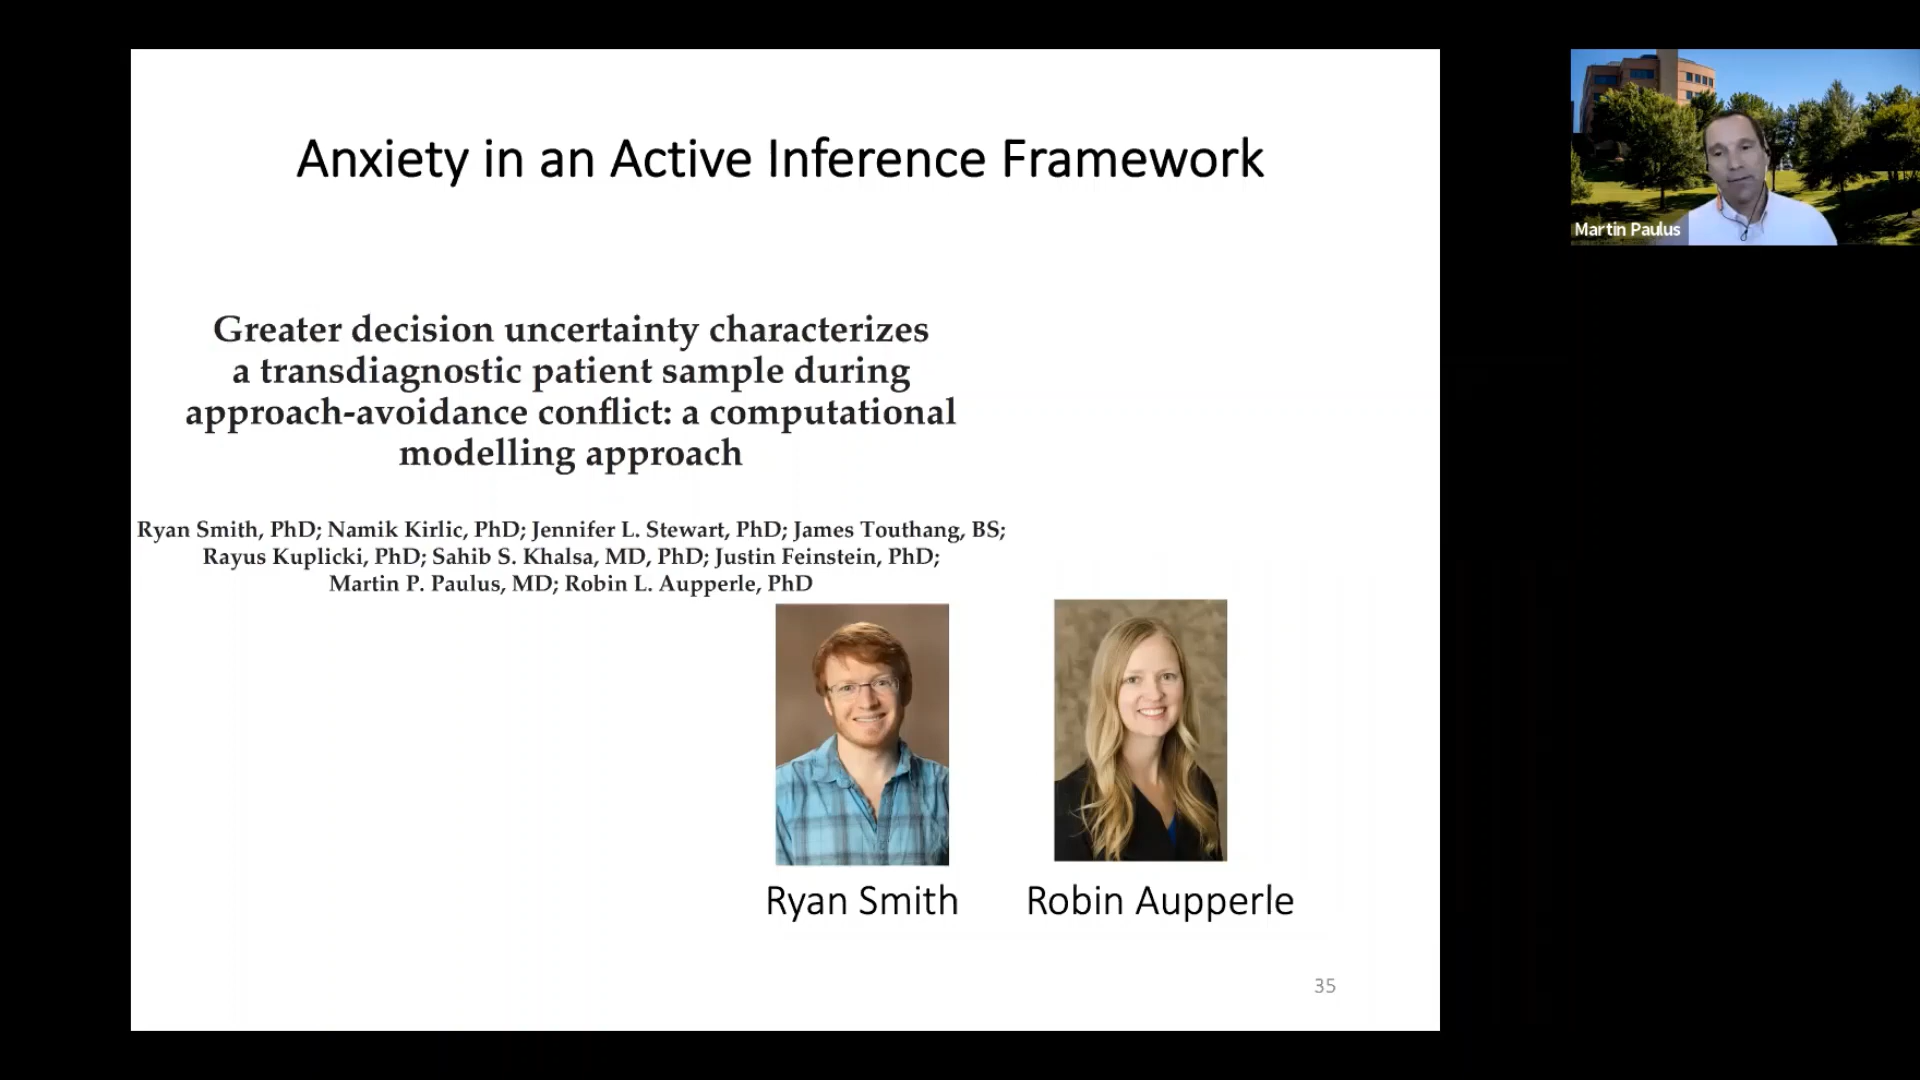 Anxiety in an Active Inference Framework
Greater decision uncertainty characterizes
a transdiagnostic patient sample during
approach-avoidance conflict: a computational
modelling approach
Ryan Smith, PhD; Namik Kirlic, PhD; Jennifer L. Stewart, PhD; James Touthang, BS;
Rayus Kuplicki, PhD; Sahib S. Khalsa, MD, PhD; Justin Feinstein, PhD;
Martin P. Paulus, MD; Robin L. Aupperle, PhD
Ryan Smith
Robin Aupperle
35
Martin Paulus